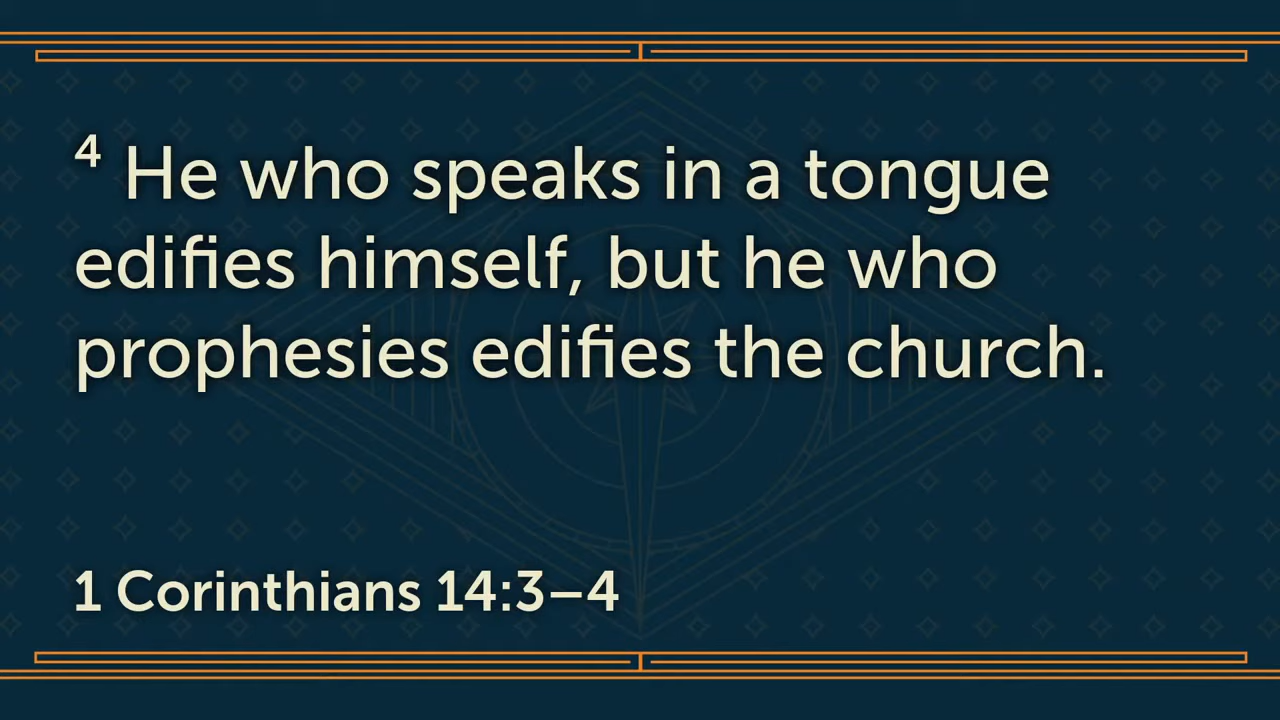 ⁴ He who speaks in a tongue
edifies himself, but he who
prophesies edifies the church.
1 Corinthians 14:3–4